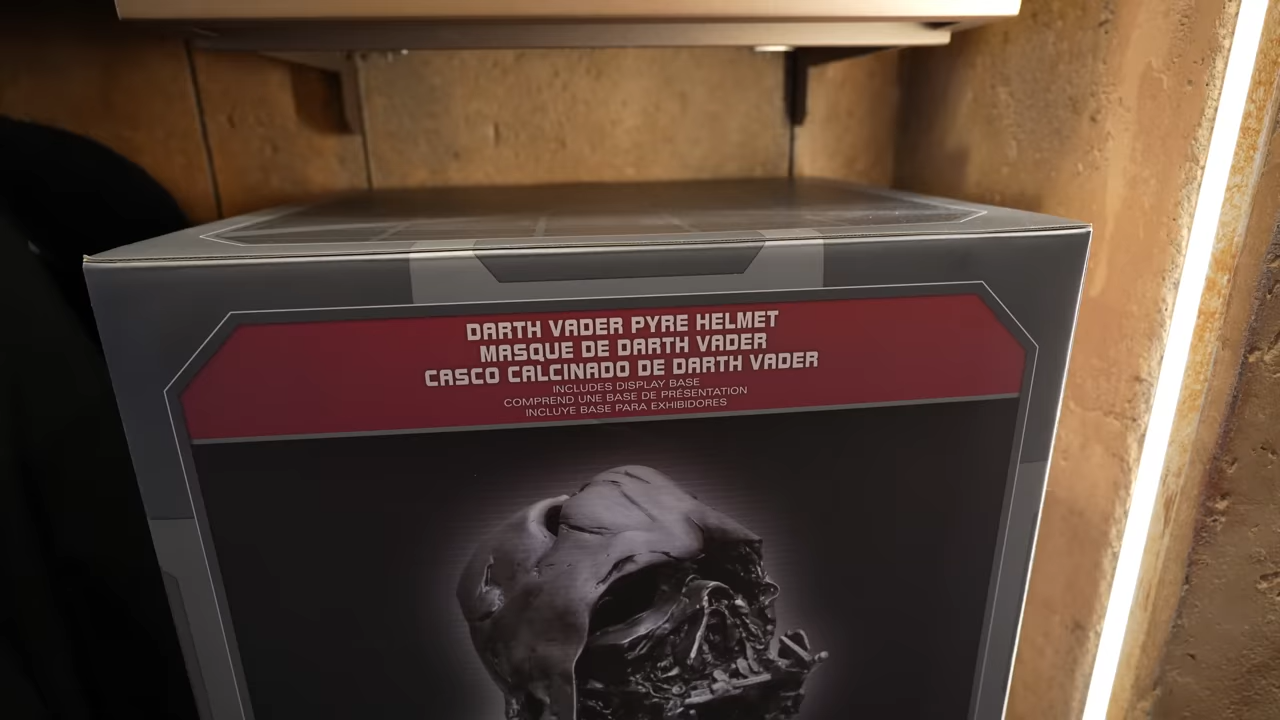 DARTH VADER PYRE HELMET
MASQUE DE DARTH VADER
CASCO CALCINADO DE DARTH VADER
INCLUDES DISPLAY BASE
COMPREND UNE BASE DE PRÉSENTATION
INCLUYE BASE PARA EXHIBIDORES